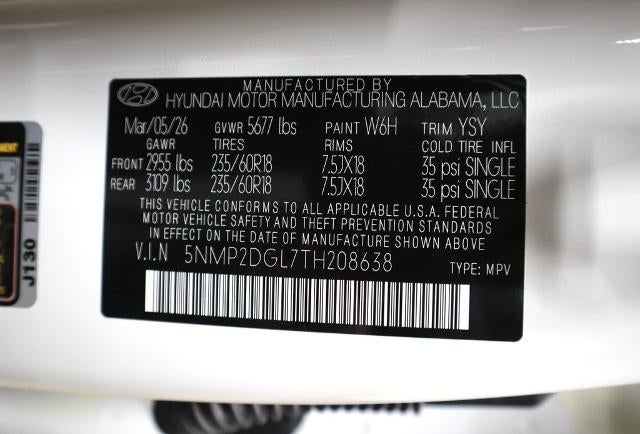 MANUFACTURED BY
HYUNDAI MOTOR MANUFACTURING ALABAMA, LLC
Mar/05/26 GVWR 5677 lbs PAINT W6H TRIM YSY
GAWR TIRES RIMS COLD TIRE INFL
FRONT 2955 lbs 235/60R18 7.5JX18 35 psi SINGLE
REAR 3109 lbs 235/60R18 7.5JX18 35 psi SINGLE
THIS VEHICLE CONFORMS TO ALL APPLICABLE U.S.A. FEDERAL
MOTOR VEHICLE SAFETY AND THEFT PREVENTION STANDARDS
IN EFFECT ON THE DATE OF MANUFACTURE SHOWN ABOVE
V.I.N 5NMP2DGL7TH208638 TYPE: MPV
J130